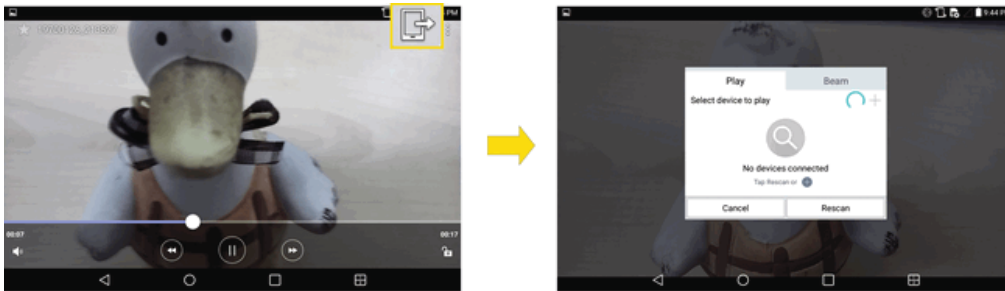 PM
00:07
00:17
9:44 P
Play
Beam
Select device to play
No devices connected
Tap Rescan or
Cancel
Rescan